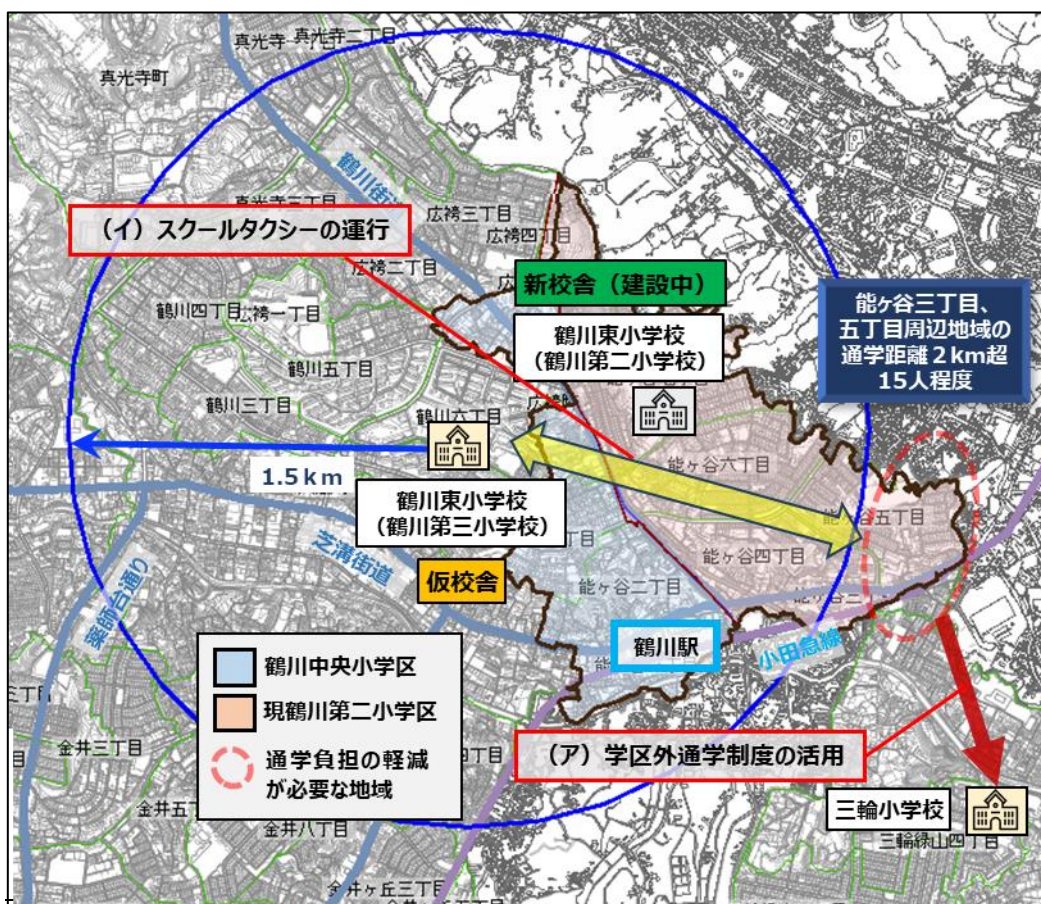 真光寺一丁目
真光寺二丁目
真光寺町
鶴川街
真光寺三丁目
広袴三丁目
(イ)スクールタクシーの運行
広袴四丁目
広袴二丁目
新校舎(建設中)
鶴川四丁目
広袴一丁目
鶴川東小学校
(鶴川第二小学校)
能ヶ谷三丁目、
五丁目周辺地域の
通学距離2km超
15人程度
鶴川五丁目
鶴川三丁目
鶴川六丁目
能ヶ谷六丁目
1.5km
鶴川東小学校
(鶴川第三小学校)
能ヶ谷五丁目
能ヶ谷四丁目
芝溝街道
仮校舎
能ヶ谷二丁目
薬師台通り
鶴川駅
小田急線
鶴川中央小学区
現鶴川第二小学区
通学負担の軽減
が必要な地域
金井三丁目
(ア)学区外通学制度の活用
三輪小学校
金井八丁目
三輪緑山四丁目
金井ヶ丘三丁目